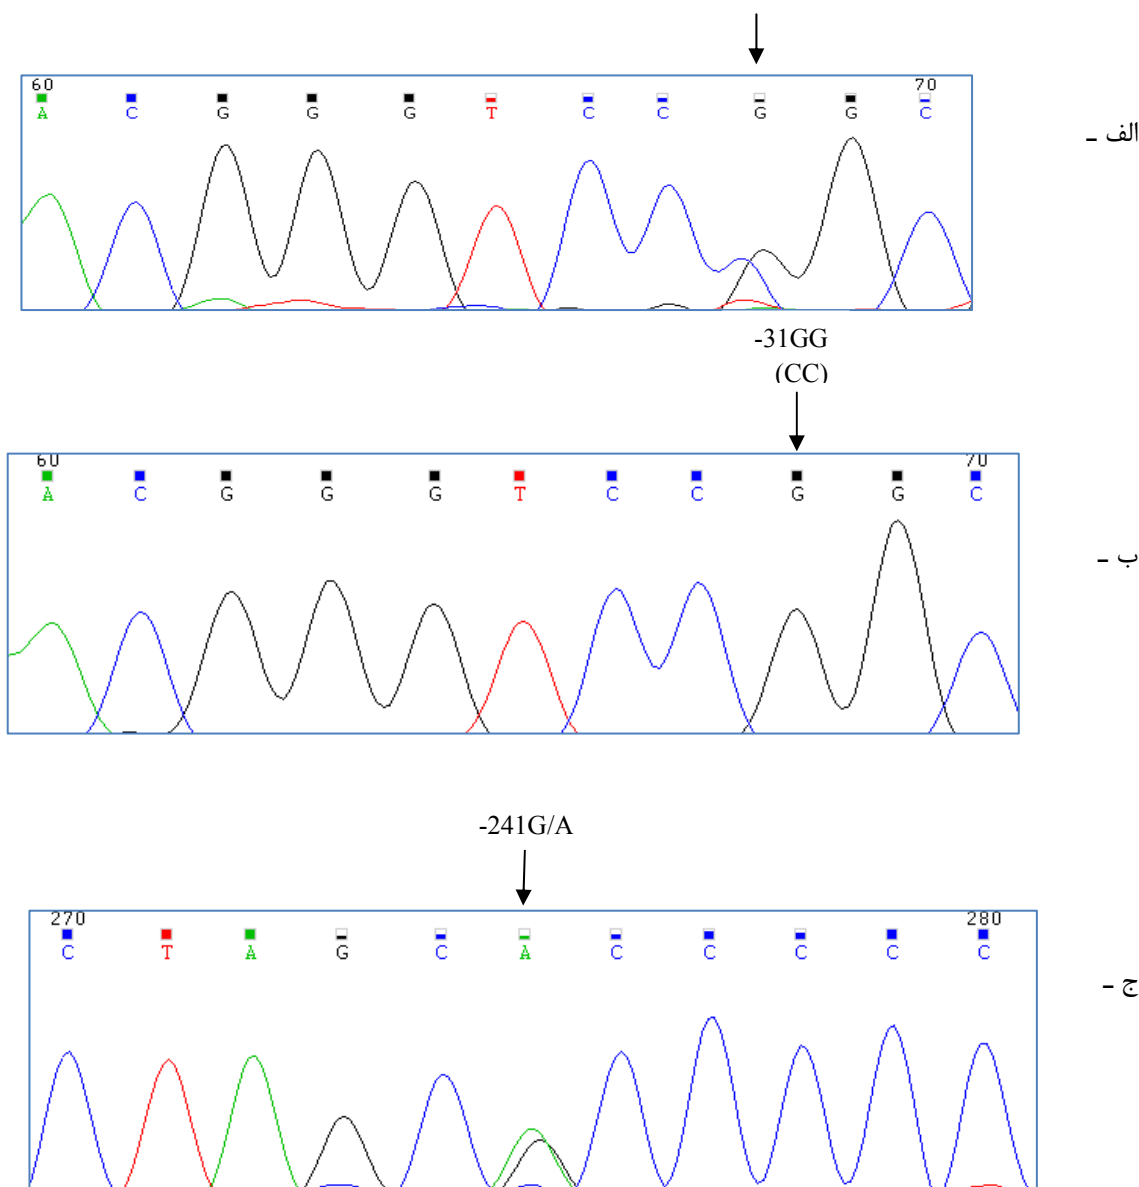 60 70
A C G G G T C C G G C
الف -
-31GG
(CC)
60 70
A C G G G T C C G G C
ب -
-241G/A
270 280
C T A G C A C C C C C
ج -